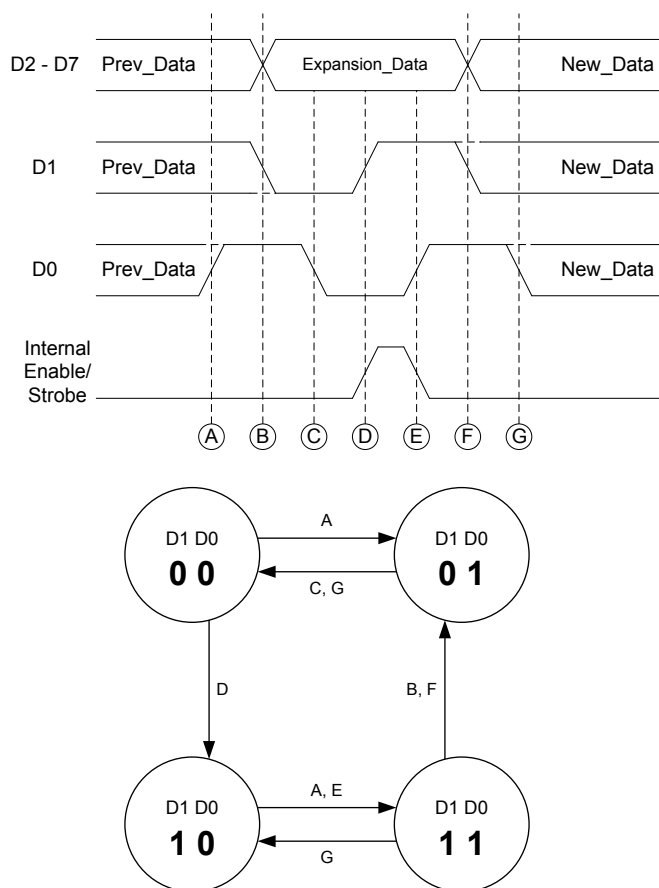 D2 - D7 Prev_Data Expansion_Data New_Data
D1 Prev_Data New_Data
D0 Prev_Data New_Data
Internal
Enable/
Strobe
A B C D E F G
A
D1 D0 D1 D0
0 0 0 1
C, G
D B, F
A, E
D1 D0 D1 D0
1 0 1 1
G